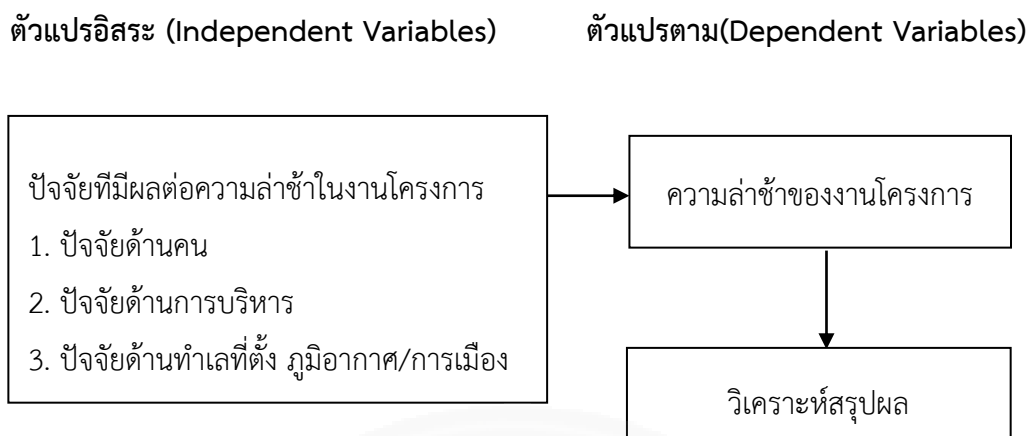 ตัวแปรอิสระ (Independent Variables)
ตัวแปรตาม(Dependent Variables)
ปัจจัยที่มีผลต่อความล่าช้าในงานโครงการ
1. ปัจจัยด้านคน
2. ปัจจัยด้านการบริหาร
3. ปัจจัยด้านทำเลที่ตั้ง ภูมิอากาศ/การเมือง
ความล่าช้าของงานโครงการ
วิเคราะห์สรุปผล